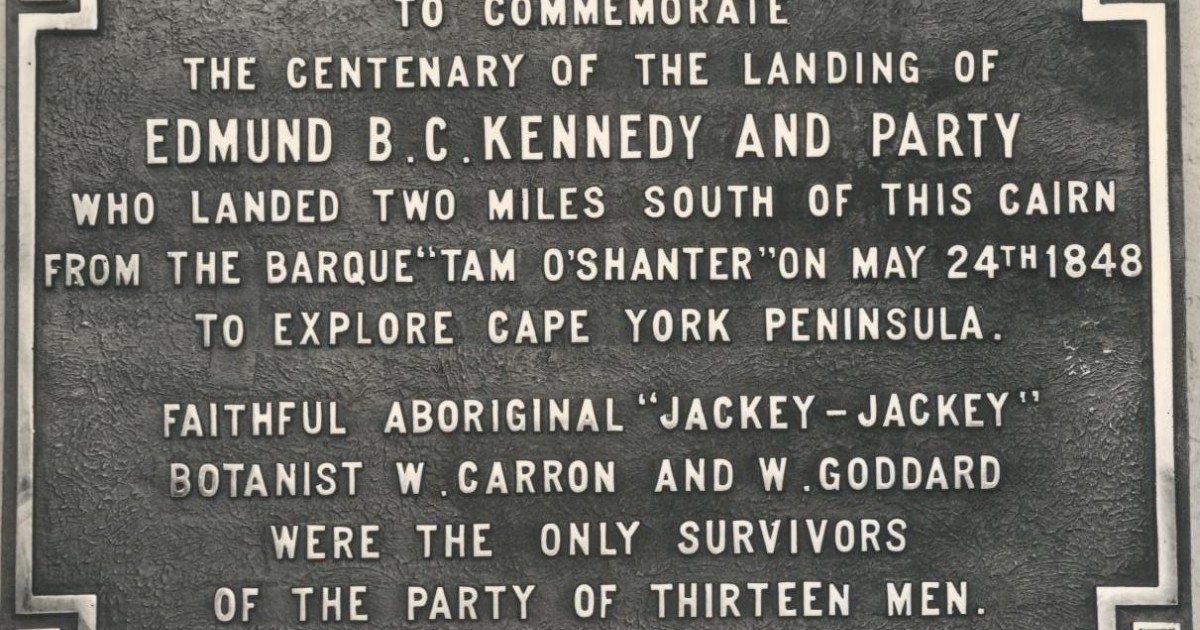 TO COMMEMORATE
THE CENTENARY OF THE LANDING OF
EDMUND B.C. KENNEDY AND PARTY
WHO LANDED TWO MILES SOUTH OF THIS CAIRN
FROM THE BARQUE "TAM O'SHANTER" ON MAY 24TH 1848
TO EXPLORE CAPE YORK PENINSULA.
FAITHFUL ABORIGINAL "JACKEY-JACKEY"
BOTANIST W. CARRON AND W. GODDARD
WERE THE ONLY SURVIVORS
OF THE PARTY OF THIRTEEN MEN.